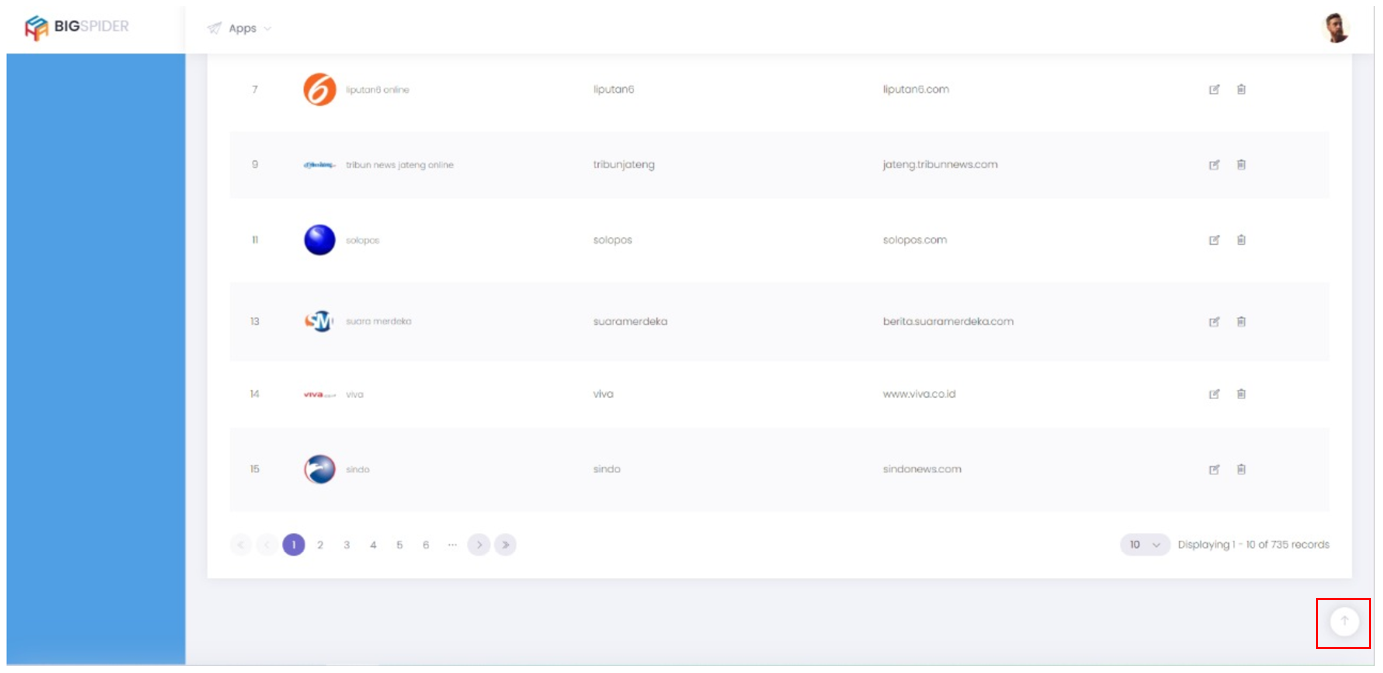 BIGSPIDER
Apps
7 liputan6 online liputan6 liputan6.com
9 tribun news jateng online tribunjateng jateng.tribunnews.com
11 solopos solopos solopos.com
13 SM suara merdeka suaramerdeka berita.suaramerdeka.com
14 viva viva viva www.viva.co.id
15 sindo sindo sindonews.com
1 2 3 4 5 6 ... 10 Displaying 1 - 10 of 735 records